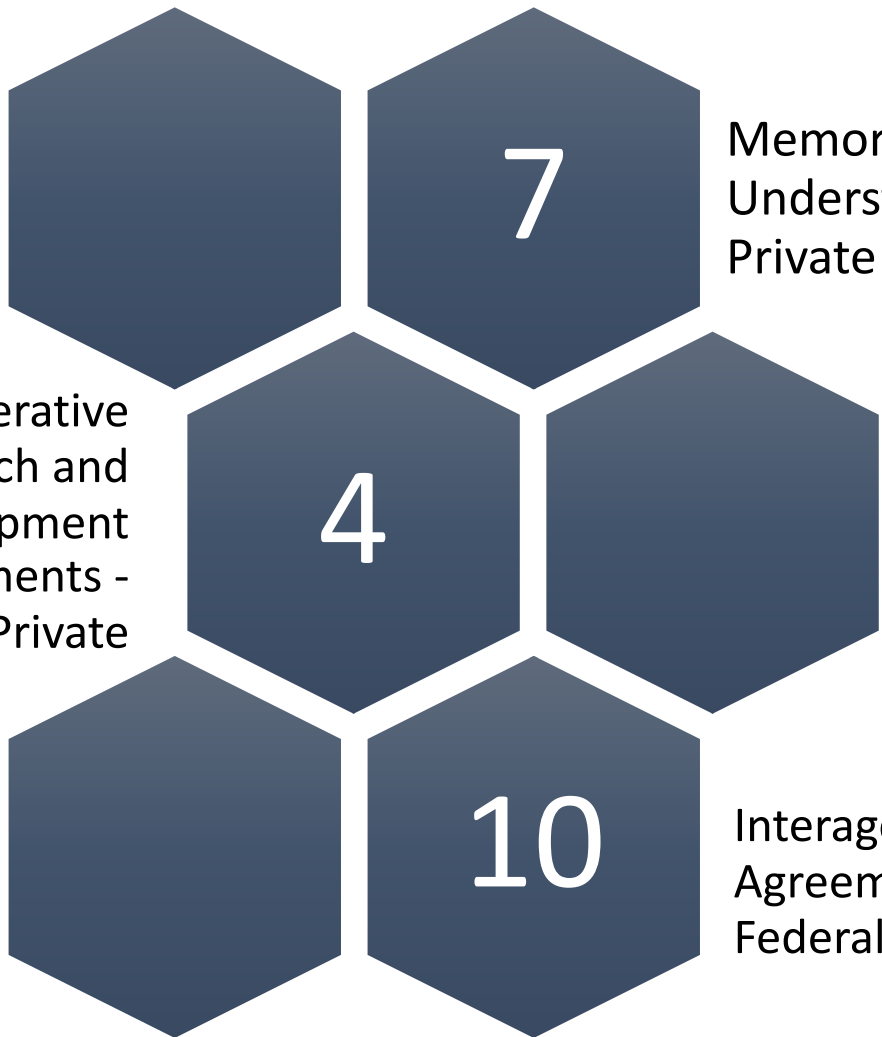 7
Memor
Unders
Private
erative
ch and
pment
ments -
Private
4
10
Interag
Agreem
Federal